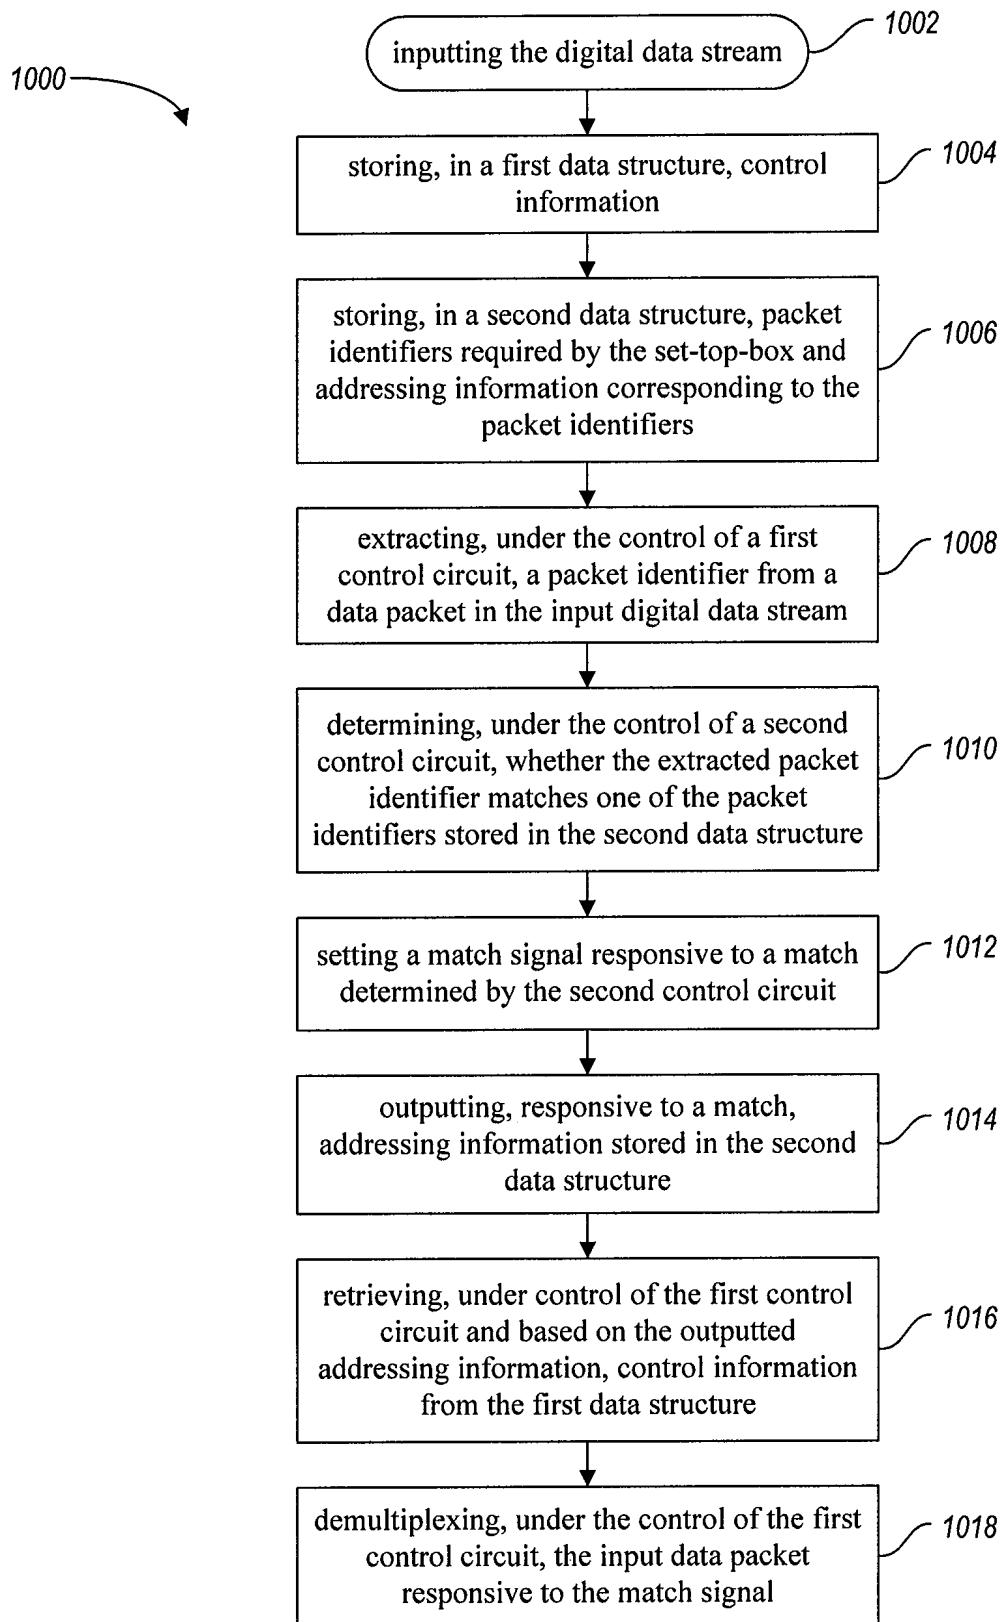 1002
inputting the digital data stream
1000
1004
storing, in a first data structure, control
information
1006
storing, in a second data structure, packet
identifiers required by the set-top-box and
addressing information corresponding to the
packet identifiers
1008
extracting, under the control of a first
control circuit, a packet identifier from a
data packet in the input digital data stream
1010
determining, under the control of a second
control circuit, whether the extracted packet
identifier matches one of the packet
identifiers stored in the second data structure
1012
setting a match signal responsive to a match
determined by the second control circuit
1014
outputting, responsive to a match,
addressing information stored in the second
data structure
1016
retrieving, under control of the first control
circuit and based on the outputted
addressing information, control information
from the first data structure
1018
demultiplexing, under the control of the first
control circuit, the input data packet
responsive to the match signal